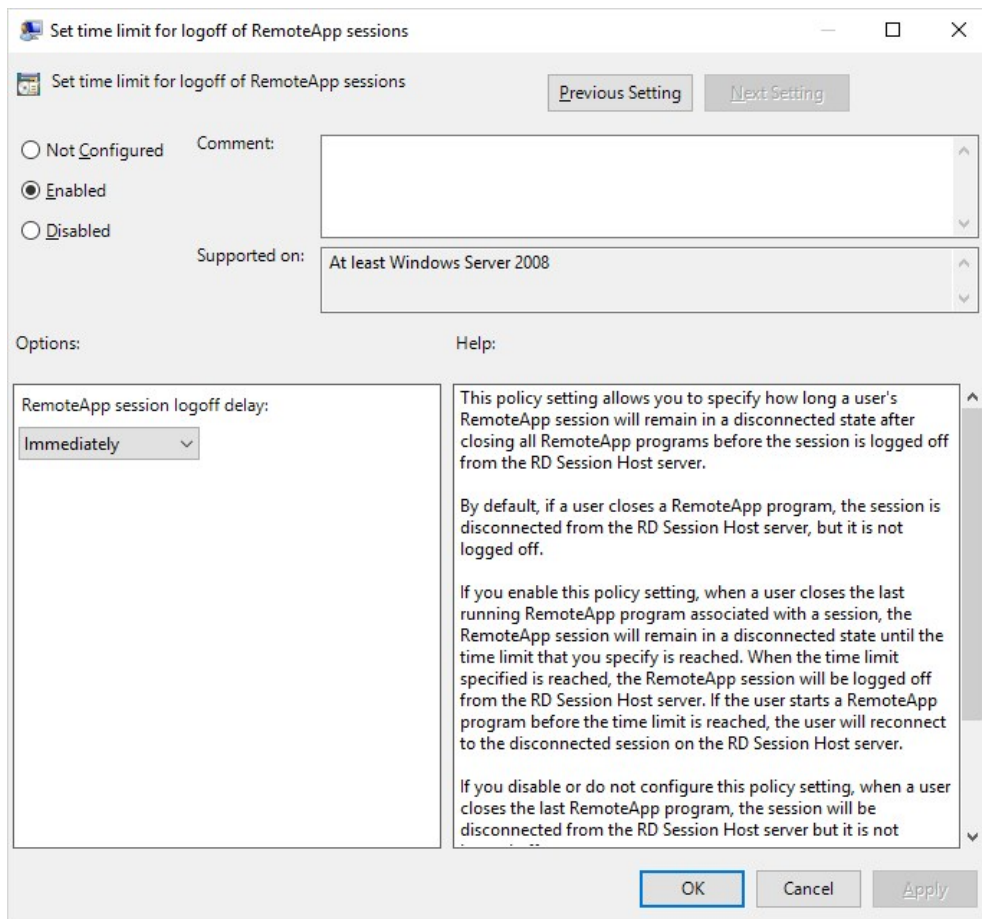 Set time limit for logoff of RemoteApp sessions
Set time limit for logoff of RemoteApp sessions
Previous Setting
Next Setting
Not Configured
Enabled
Disabled
Comment:
Supported on:
At least Windows Server 2008
Options:
Help:
RemoteApp session logoff delay:
Immediately
This policy setting allows you to specify how long a user's
RemoteApp session will remain in a disconnected state after
closing all RemoteApp programs before the session is logged off
from the RD Session Host server.
By default, if a user closes a RemoteApp program, the session is
disconnected from the RD Session Host server, but it is not
logged off.
If you enable this policy setting, when a user closes the last
running RemoteApp program associated with a session, the
RemoteApp session will remain in a disconnected state until the
time limit that you specify is reached. When the time limit
specified is reached, the RemoteApp session will be logged off
from the RD Session Host server. If the user starts a RemoteApp
program before the time limit is reached, the user will reconnect
to the disconnected session on the RD Session Host server.
If you disable or do not configure this policy setting, when a user
closes the last RemoteApp program, the session will be
disconnected from the RD Session Host server but it is not
OK
Cancel
Apply